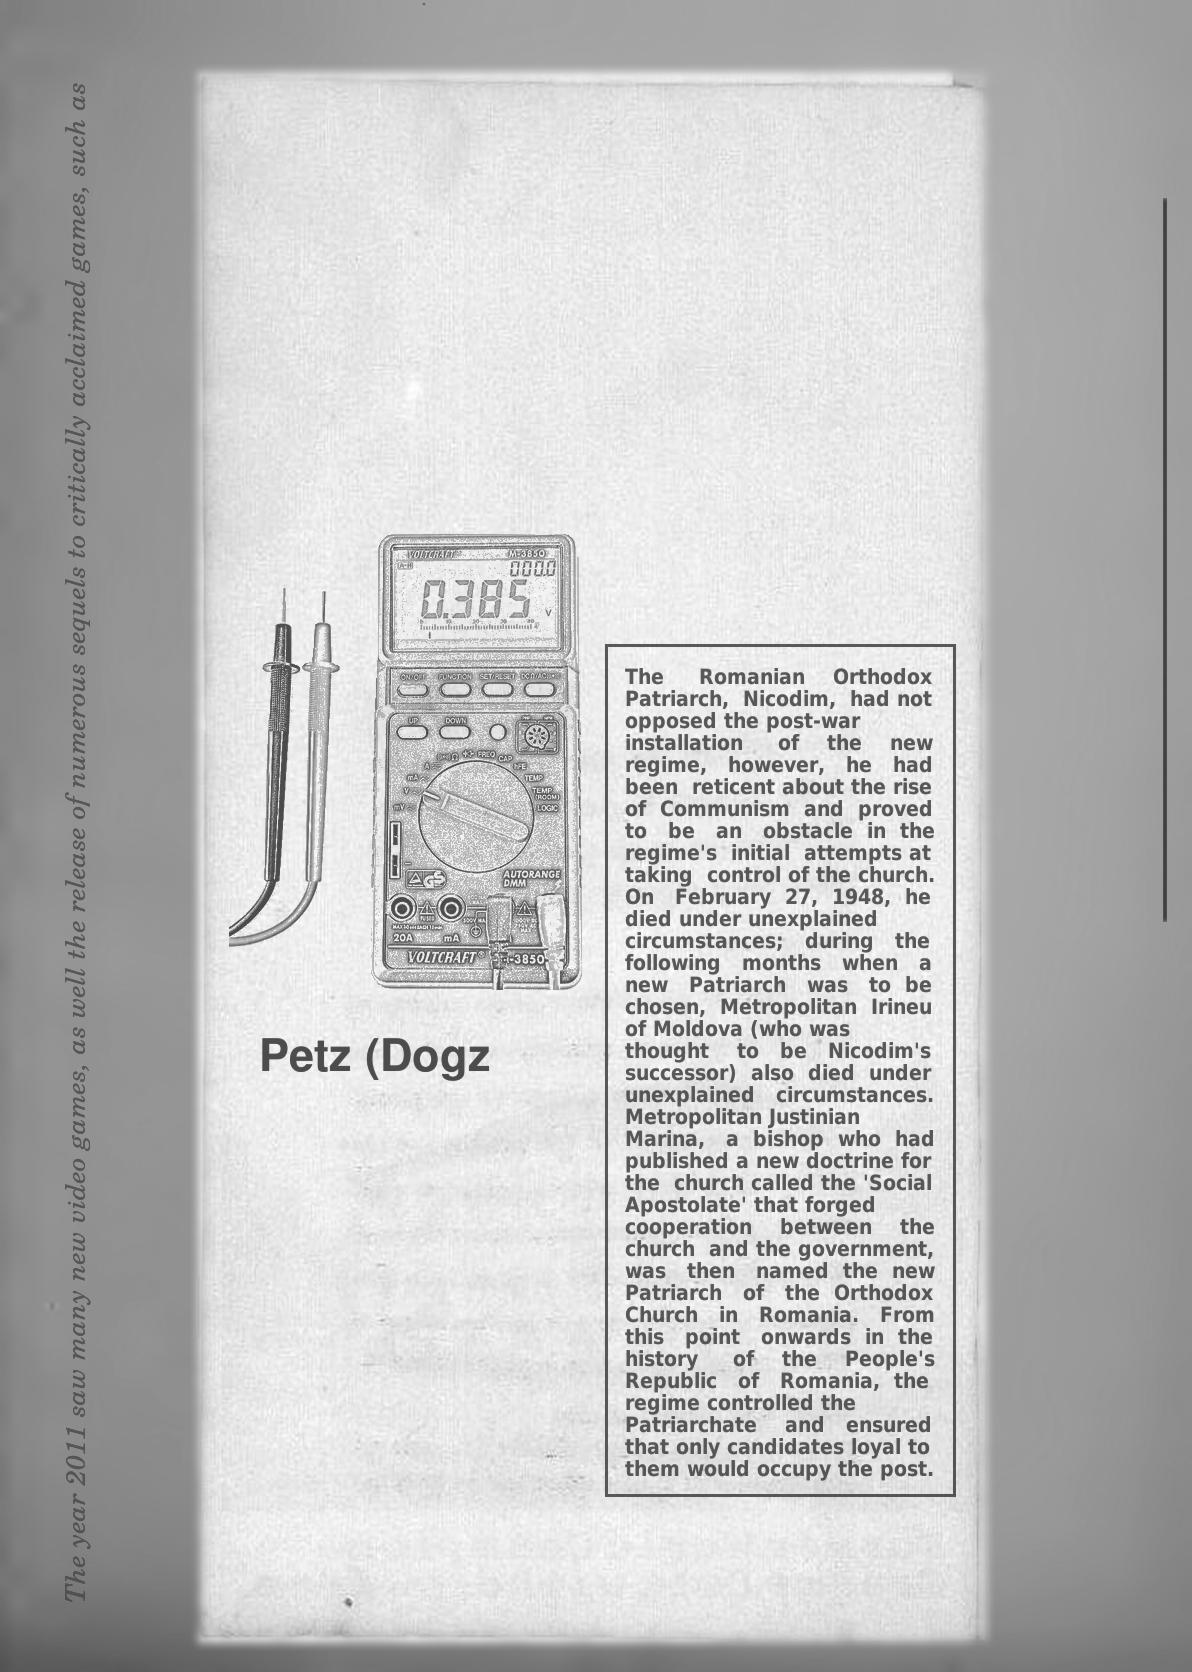 The year 2011 saw many new video games, as well the release of numerous sequels to critically acclaimed games, such as
VOLTCRAFT M-3850
000.0
0.385 V
ON/OFF FUNCTION SET/RESET
UP DOWN
FREQ CAP
A hFE
mA TEMP
V TEMP (ROOM)
mV LOGIC
AUTORANGE
DMM
20A mA
VOLTCRAFT® -3850
Petz (Dogz
The Romanian Orthodox
Patriarch, Nicodim, had not
opposed the post-war
installation of the new
regime, however, he had
been reticent about the rise
of Communism and proved
to be an obstacle in the
regime's initial attempts at
taking control of the church.
On February 27, 1948, he
died under unexplained
circumstances; during the
following months when a
new Patriarch was to be
chosen, Metropolitan Irineu
of Moldova (who was
thought to be Nicodim's
successor) also died under
unexplained circumstances.
Metropolitan Justinian
Marina, a bishop who had
published a new doctrine for
the church called the 'Social
Apostolate' that forged
cooperation between the
church and the government,
was then named the new
Patriarch of the Orthodox
Church in Romania. From
this point onwards in the
history of the People's
Republic of Romania, the
regime controlled the
Patriarchate and ensured
that only candidates loyal to
them would occupy the post.